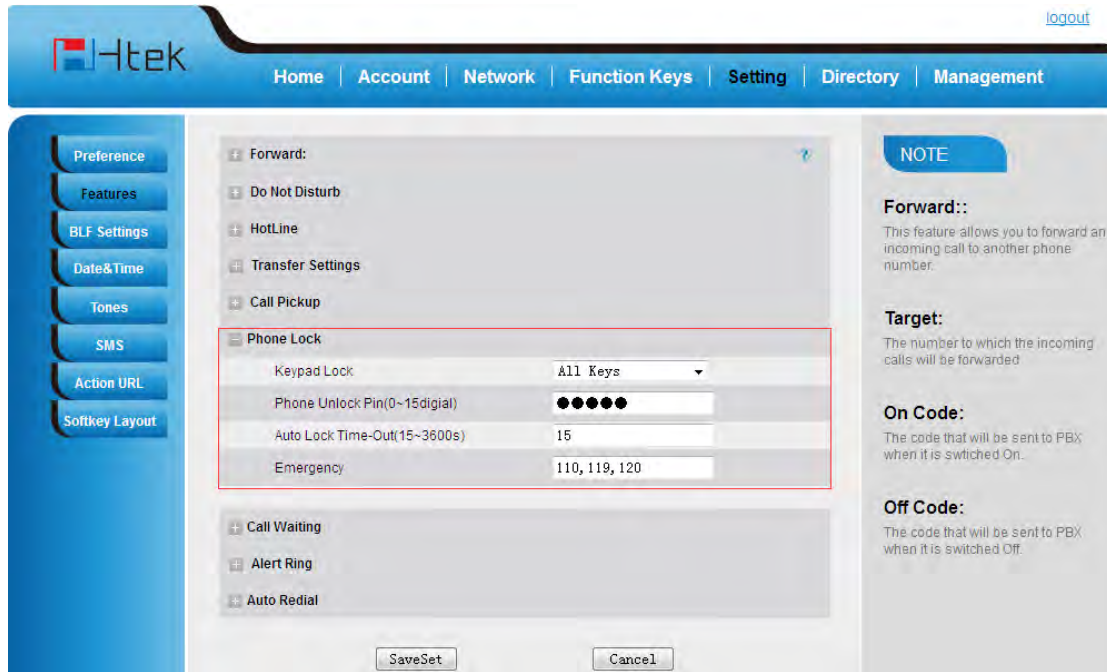 logout
Htek
Home | Account | Network | Function Keys | Setting | Directory | Management
Preference
Features
BLF Settings
Date&Time
Tones
SMS
Action URL
Softkey Layout
Forward:
?
Do Not Disturb
HotLine
Transfer Settings
Call Pickup
Phone Lock
Keypad Lock All Keys
Phone Unlock Pin(0~15digial) ●●●●●
Auto Lock Time-Out(15~3600s) 15
Emergency 110,119,120
Call Waiting
Alert Ring
Auto Redial
SaveSet Cancel
NOTE
Forward::
This feature allows you to forward an
incoming call to another phone
number.
Target:
The number to which the incoming
calls will be forwarded
On Code:
The code that will be sent to PBX
when it is swtiched On.
Off Code:
The code that will be sent to PBX
when it is switched Off.